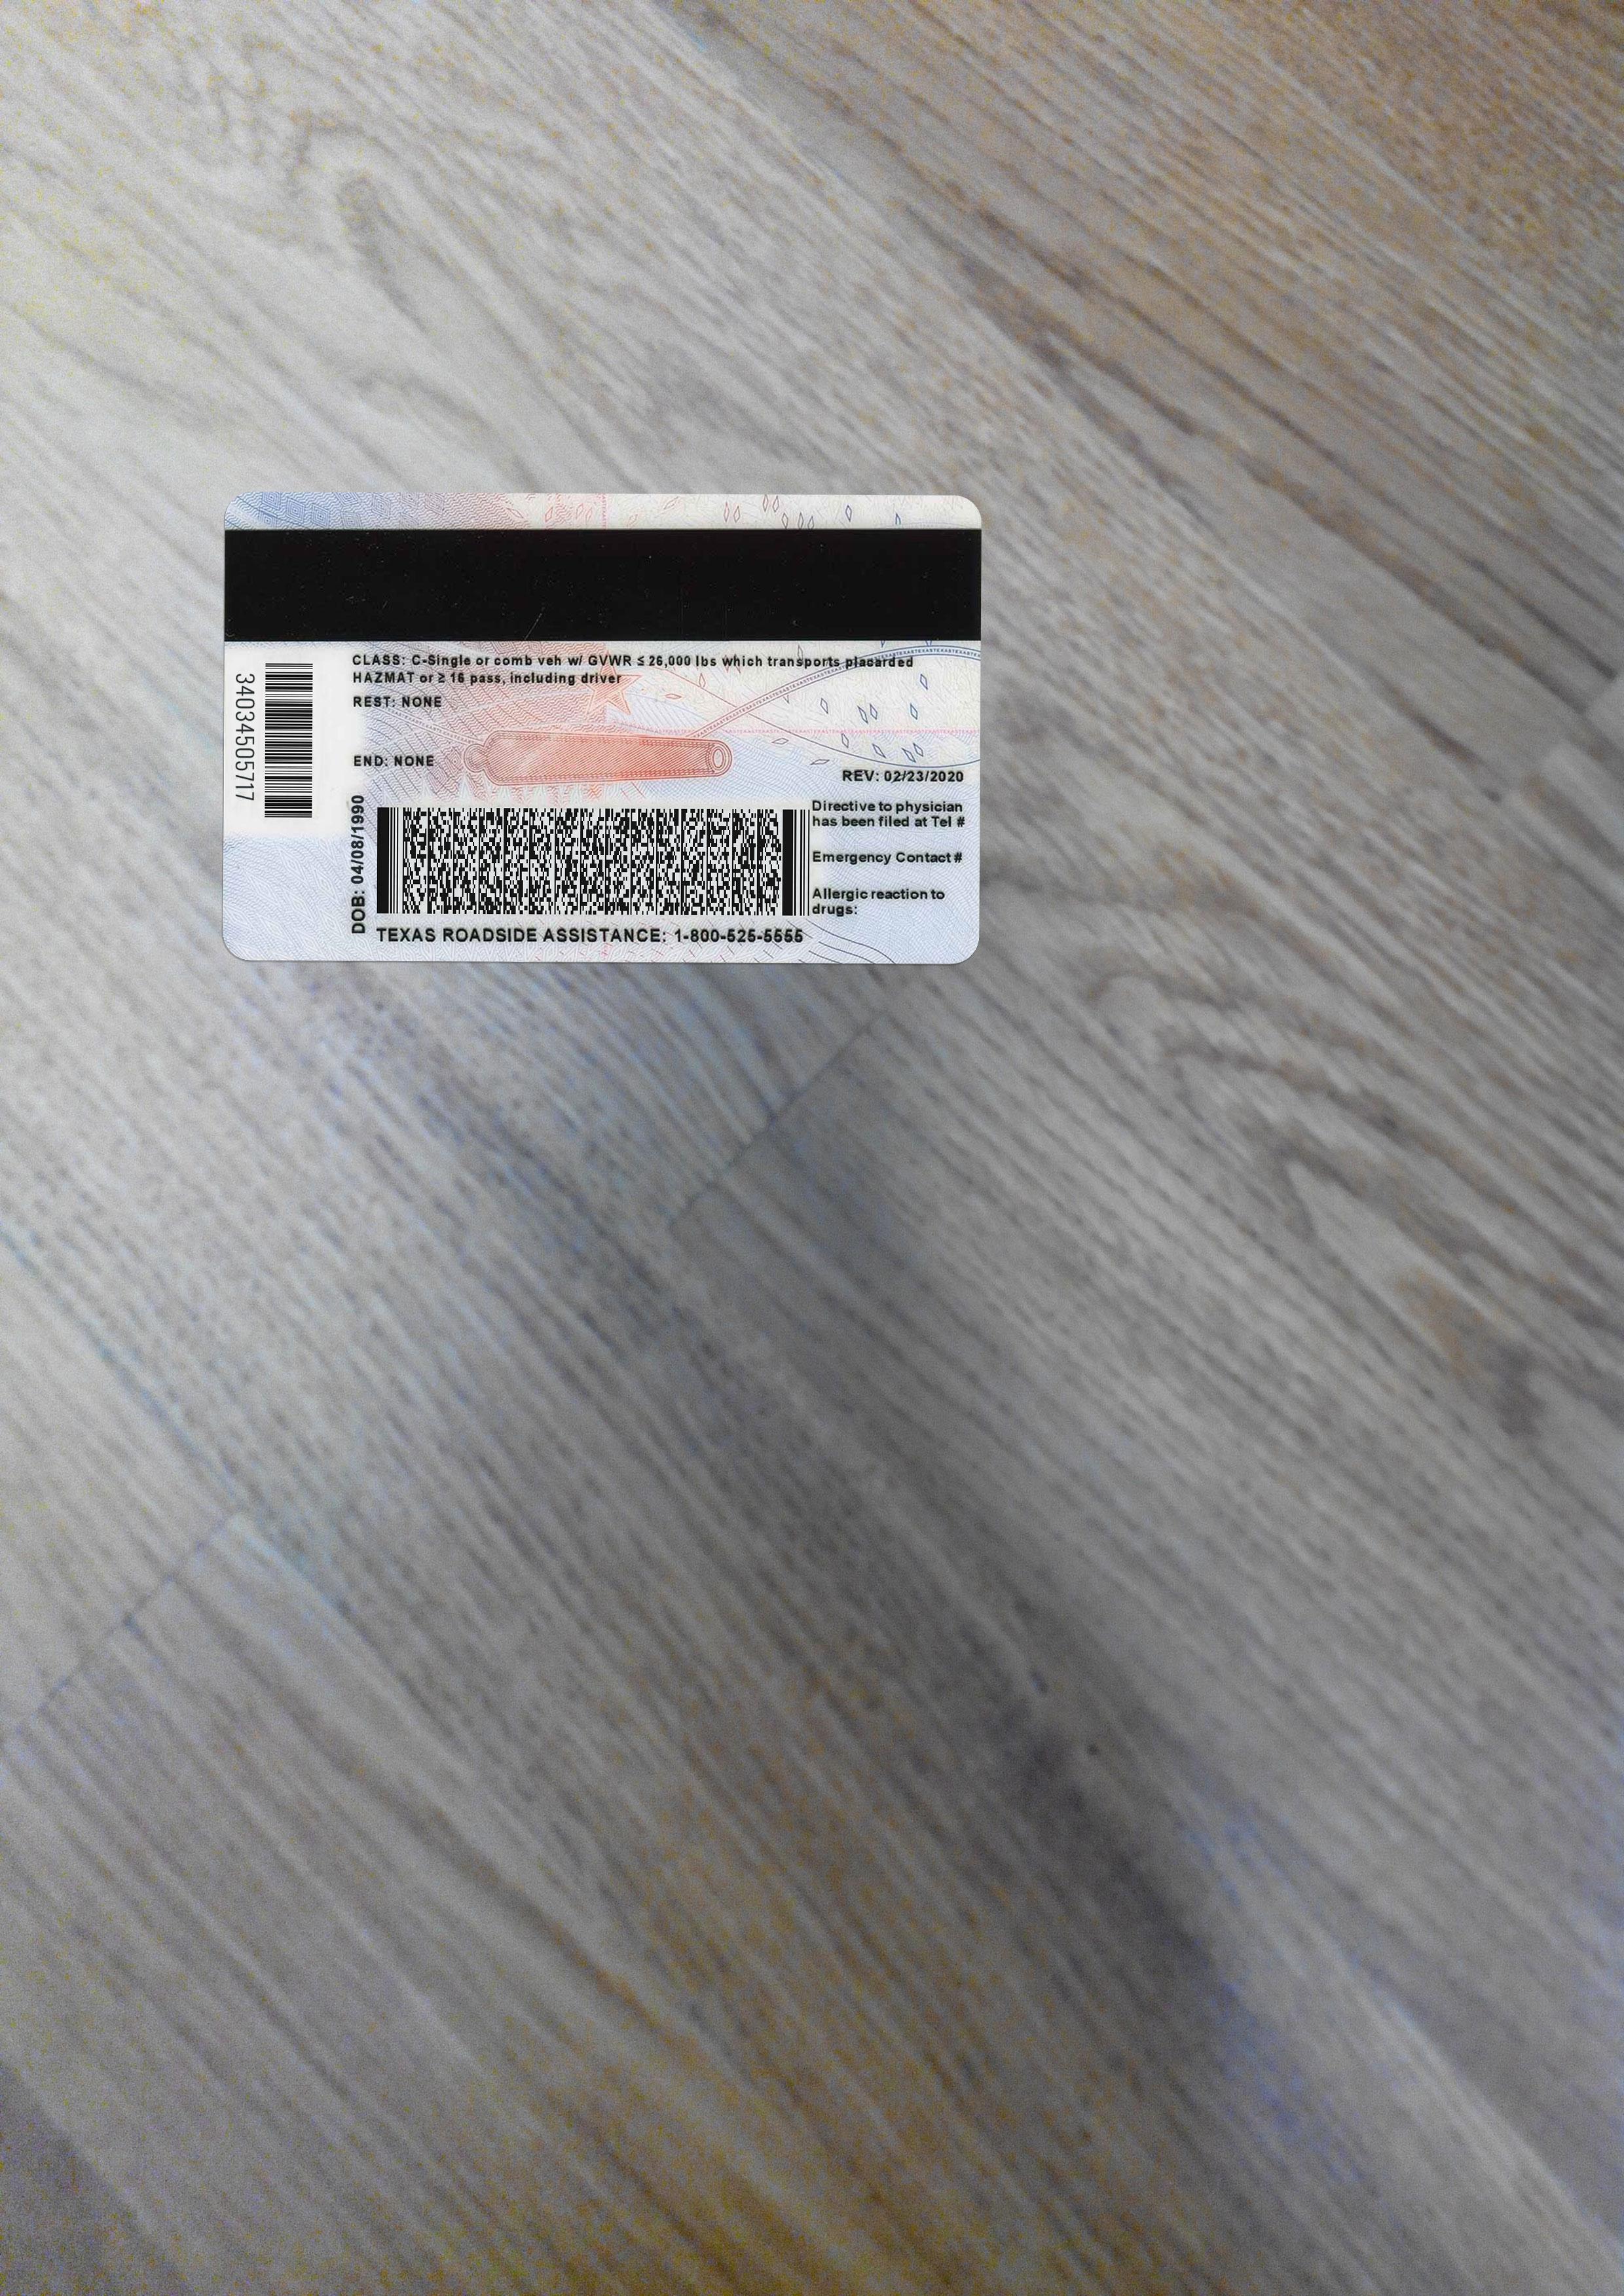 CLASS: C-Single or comb veh w/ GVWR ≤ 26,000 lbs which transports placarded
HAZMAT or ≥ 16 pass, including driver
REST: NONE
34034505717
END: NONE
REV: 02/23/2020
DOB: 04/08/1990
Directive to physician
has been filed at Tel #
Emergency Contact #
Allergic reaction to
drugs:
TEXAS ROADSIDE ASSISTANCE: 1-800-525-5555